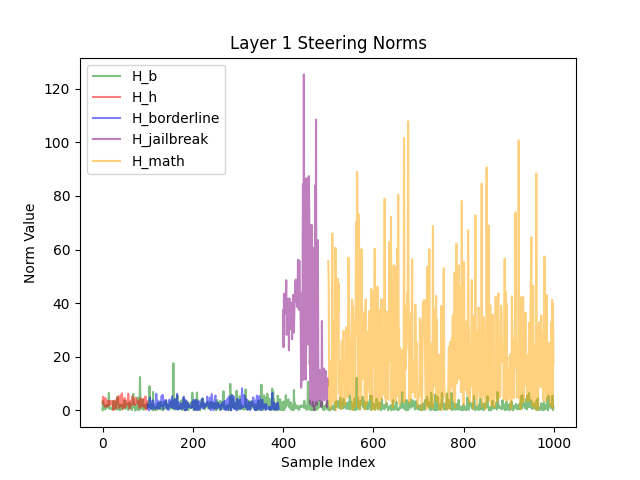 Layer 1 Steering Norms
H_b
H_h
H_borderline
H_jailbreak
H_math
Norm Value
120
100
80
60
40
20
0
0 200 400 600 800 1000
Sample Index